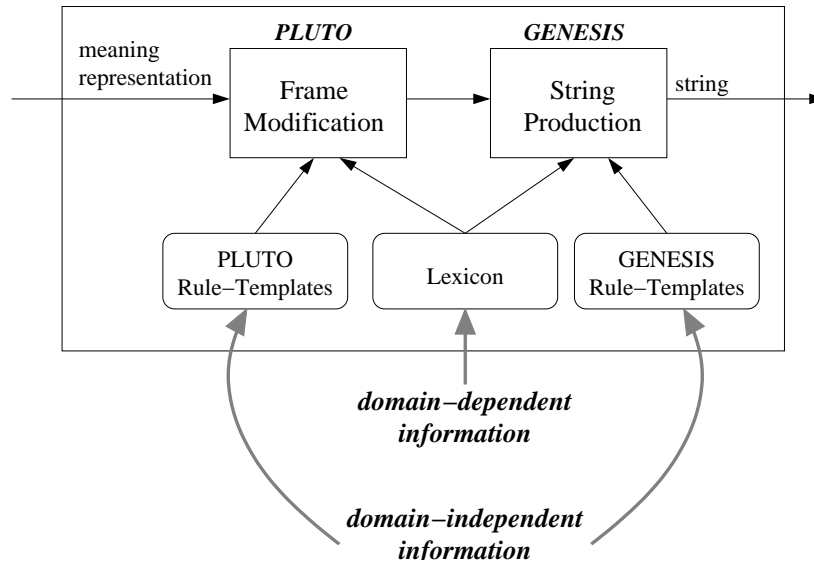 PLUTO
GENESIS
meaning
representation
Frame
Modification
String
Production
string
PLUTO
Rule–Templates
Lexicon
GENESIS
Rule–Templates
domain–dependent
information
domain–independent
information